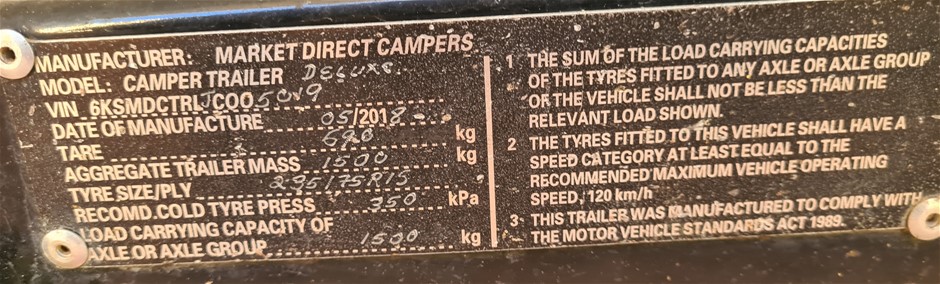 MANUFACTURER: MARKET DIRECT CAMPERS
MODEL: CAMPER TRAILER DELUXE
VIN 6KSMDCTRLJC005019
DATE OF MANUFACTURE 05/2018
TARE 690 kg
AGGREGATE TRAILER MASS 1500 kg
TYRE SIZE/PLY 235/75R15
RECOMD.COLD TYRE PRESS 350 kPa
LOAD CARRYING CAPACITY OF
AXLE OR AXLE GROUP 1500 kg
1 THE SUM OF THE LOAD CARRYING CAPACITIES
OF THE TYRES FITTED TO ANY AXLE OR AXLE GROUP
OR THE VEHICLE SHALL NOT BE LESS THAN THE
RELEVANT LOAD SHOWN.
2 THE TYRES FITTED TO THIS VEHICLE SHALL HAVE A
SPEED CATEGORY AT LEAST EQUAL TO THE
RECOMMENDED MAXIMUM VEHICLE OPERATING
SPEED, 120 km/h
3 THIS TRAILER WAS MANUFACTURED TO COMPLY WITH
THE MOTOR VEHICLE STANDARDS ACT 1989.